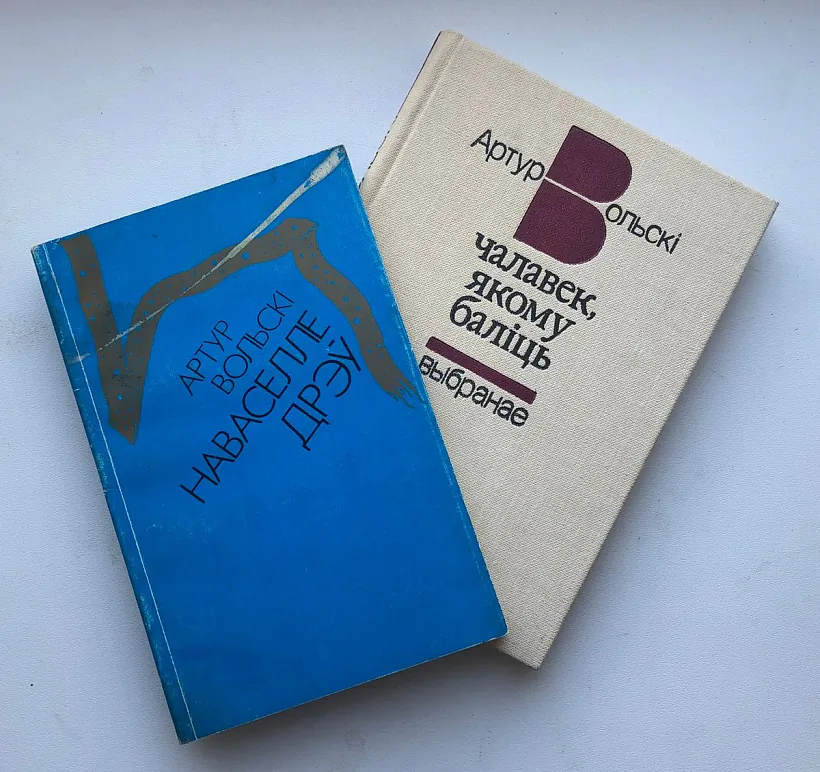 АРТУР
ВОЛЬСКІ
НАВАСЕЛЛЕ
ДРЭЎ
Артур
Вольскі
чалавек,
якому
баліць
выбранае